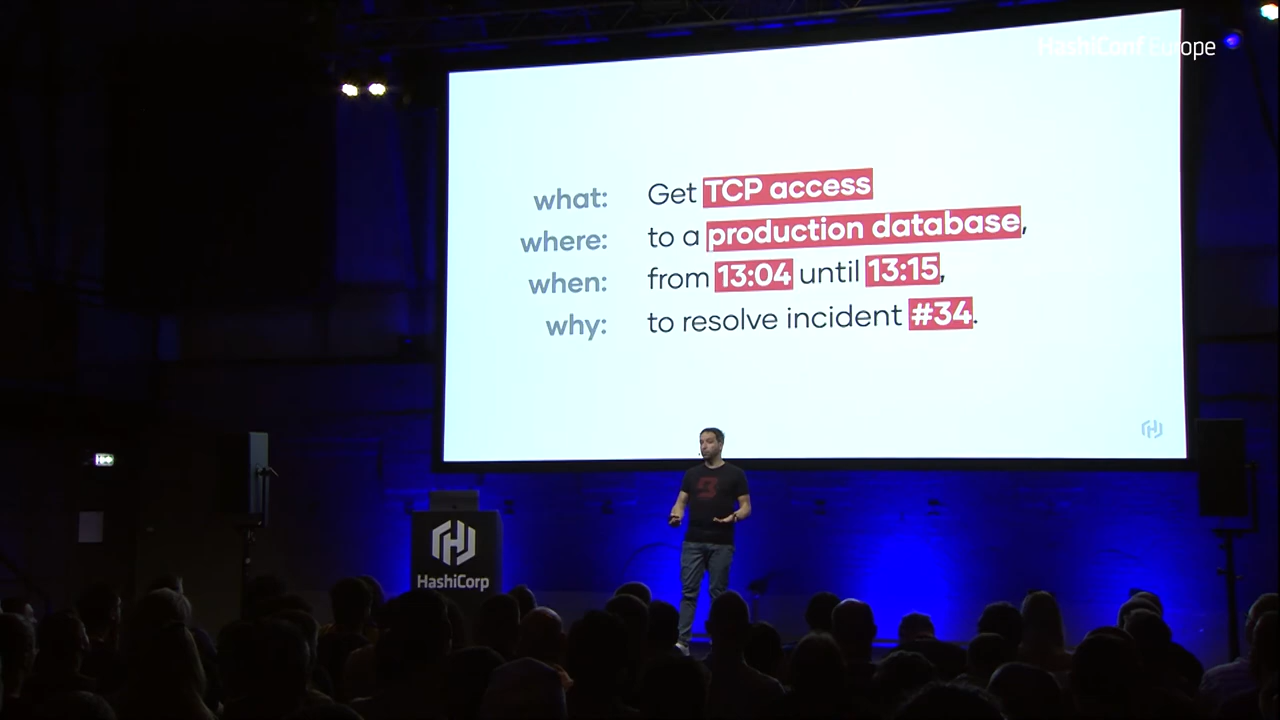 HashiConf Europe
what: Get TCP access
where: to a production database,
when: from 13:04 until 13:15,
why: to resolve incident #34.
HashiCorp